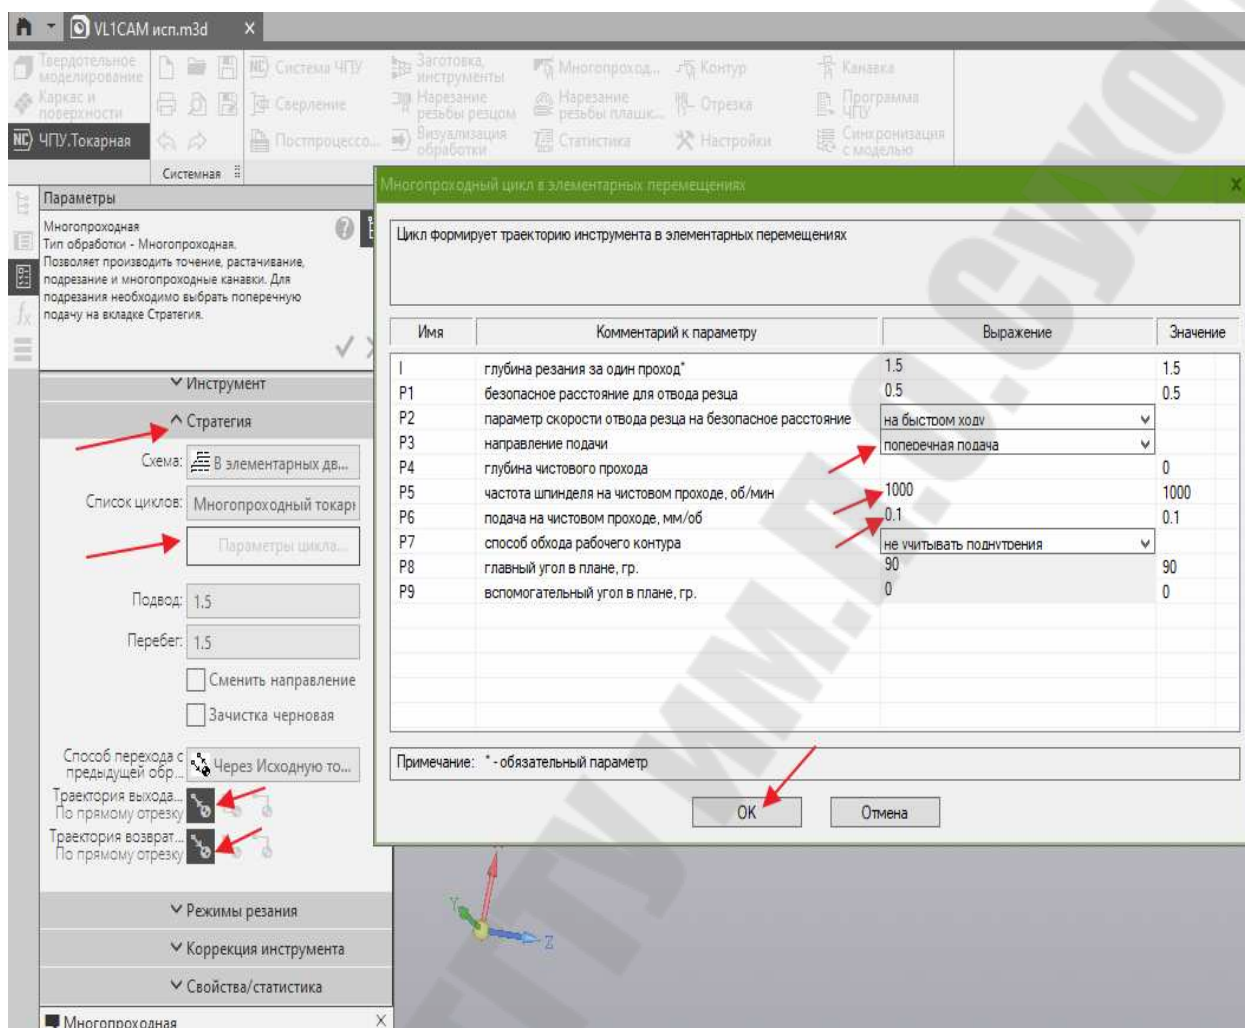 VL1CAM исп.m3d X
Твердотельное моделирование
Каркас и поверхности
ЧПУ.Токарная
NC) Система ЧПУ
Сверление
Постпроцессо...
Заготовка, инструменты
Нарезание резьбы резцом
Визуализация обработки
Многопроход...
Нарезание резьбы плашк...
Статистика
Контур
Отрезка
Настройки
Канавка
Программа ЧПУ
Синхронизация с моделью
Системная
Параметры
Многопроходная
Тип обработки - Многопроходная.
Позволяет производить точение, растачивание,
подрезание и многопроходные канавки. Для
подрезания необходимо выбрать поперечную
подачу на вкладке Стратегия.
Инструмент
Стратегия
Схема: В элементарных дв...
Список циклов: Многопроходный токарн
Параметры цикла...
Подвод: 1.5
Перебег: 1.5
Сменить направление
Зачистка черновая
Способ перехода с
предыдущей обр... Через Исходную то...
Траектория выхода...
По прямому отрезку
Траектория возврат...
По прямому отрезку
Режимы резания
Коррекция инструмента
Свойства/статистика
Многопроходная X
Многопроходный цикл в элементарных перемещениях X
Цикл формирует траекторию инструмента в элементарных перемещениях
Имя Комментарий к параметру Выражение Значение
I глубина резания за один проход* 1.5 1.5
P1 безопасное расстояние для отвода резца 0.5 0.5
P2 параметр скорости отвода резца на безопасное расстояние на быстром ходу
P3 направление подачи поперечная подача
P4 глубина чистового прохода 0
P5 частота шпинделя на чистовом проходе, об/мин 1000 1000
P6 подача на чистовом проходе, мм/об 0.1 0.1
P7 способ обхода рабочего контура не учитывать поднутрения
P8 главный угол в плане, гр. 90 90
P9 вспомогательный угол в плане, гр. 0 0
Примечание: * - обязательный параметр
OK Отмена
Y Z